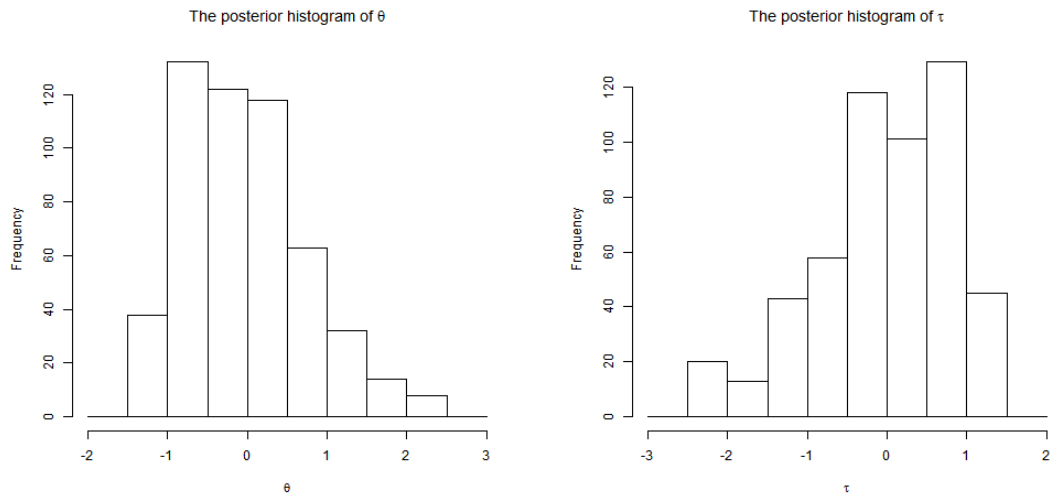 The posterior histogram of θ
Frequency
0 20 40 60 80 100 120
-2 -1 0 1 2 3
θ
The posterior histogram of τ
Frequency
0 20 40 60 80 100 120
-3 -2 -1 0 1 2
τ